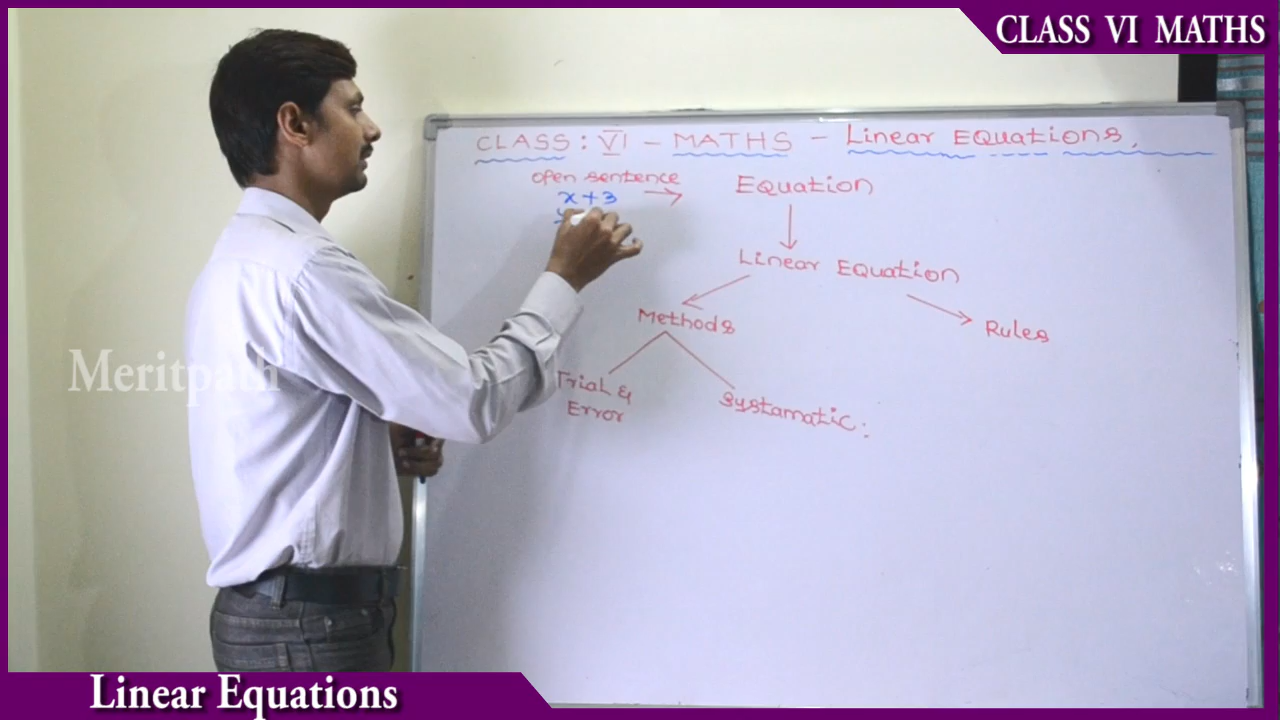 CLASS VI MATHS
CLASS : VI - MATHS - Linear Equations,
open sentence
x + 3
Equation
Linear Equation
Methods
Rules
Meritpath
Trial &
Error
systamatic:
Linear Equations